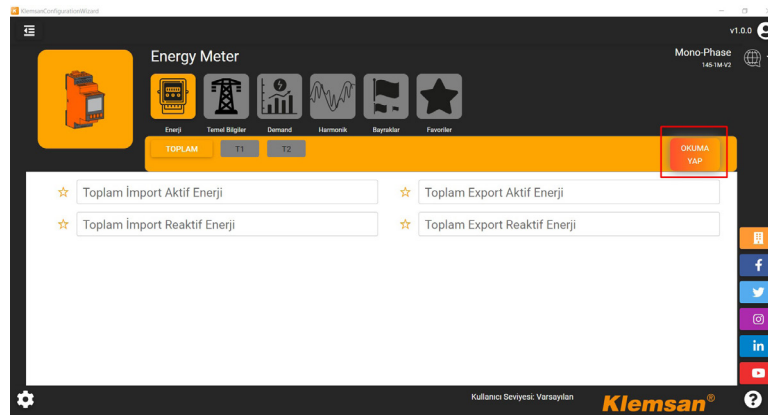 KlemsanConfigurationWizard
v1.0.0
Energy Meter
Mono-Phase
145-1M-V2
Enerji
Temel Bilgiler
Demand
Harmonik
Bayraklar
Favoriler
TOPLAM
T1
T2
OKUMA
YAP
Toplam İmport Aktif Enerji
Toplam Export Aktif Enerji
Toplam İmport Reaktif Enerji
Toplam Export Reaktif Enerji
Kullanıcı Seviyesi: Varsayılan
Klemsan®